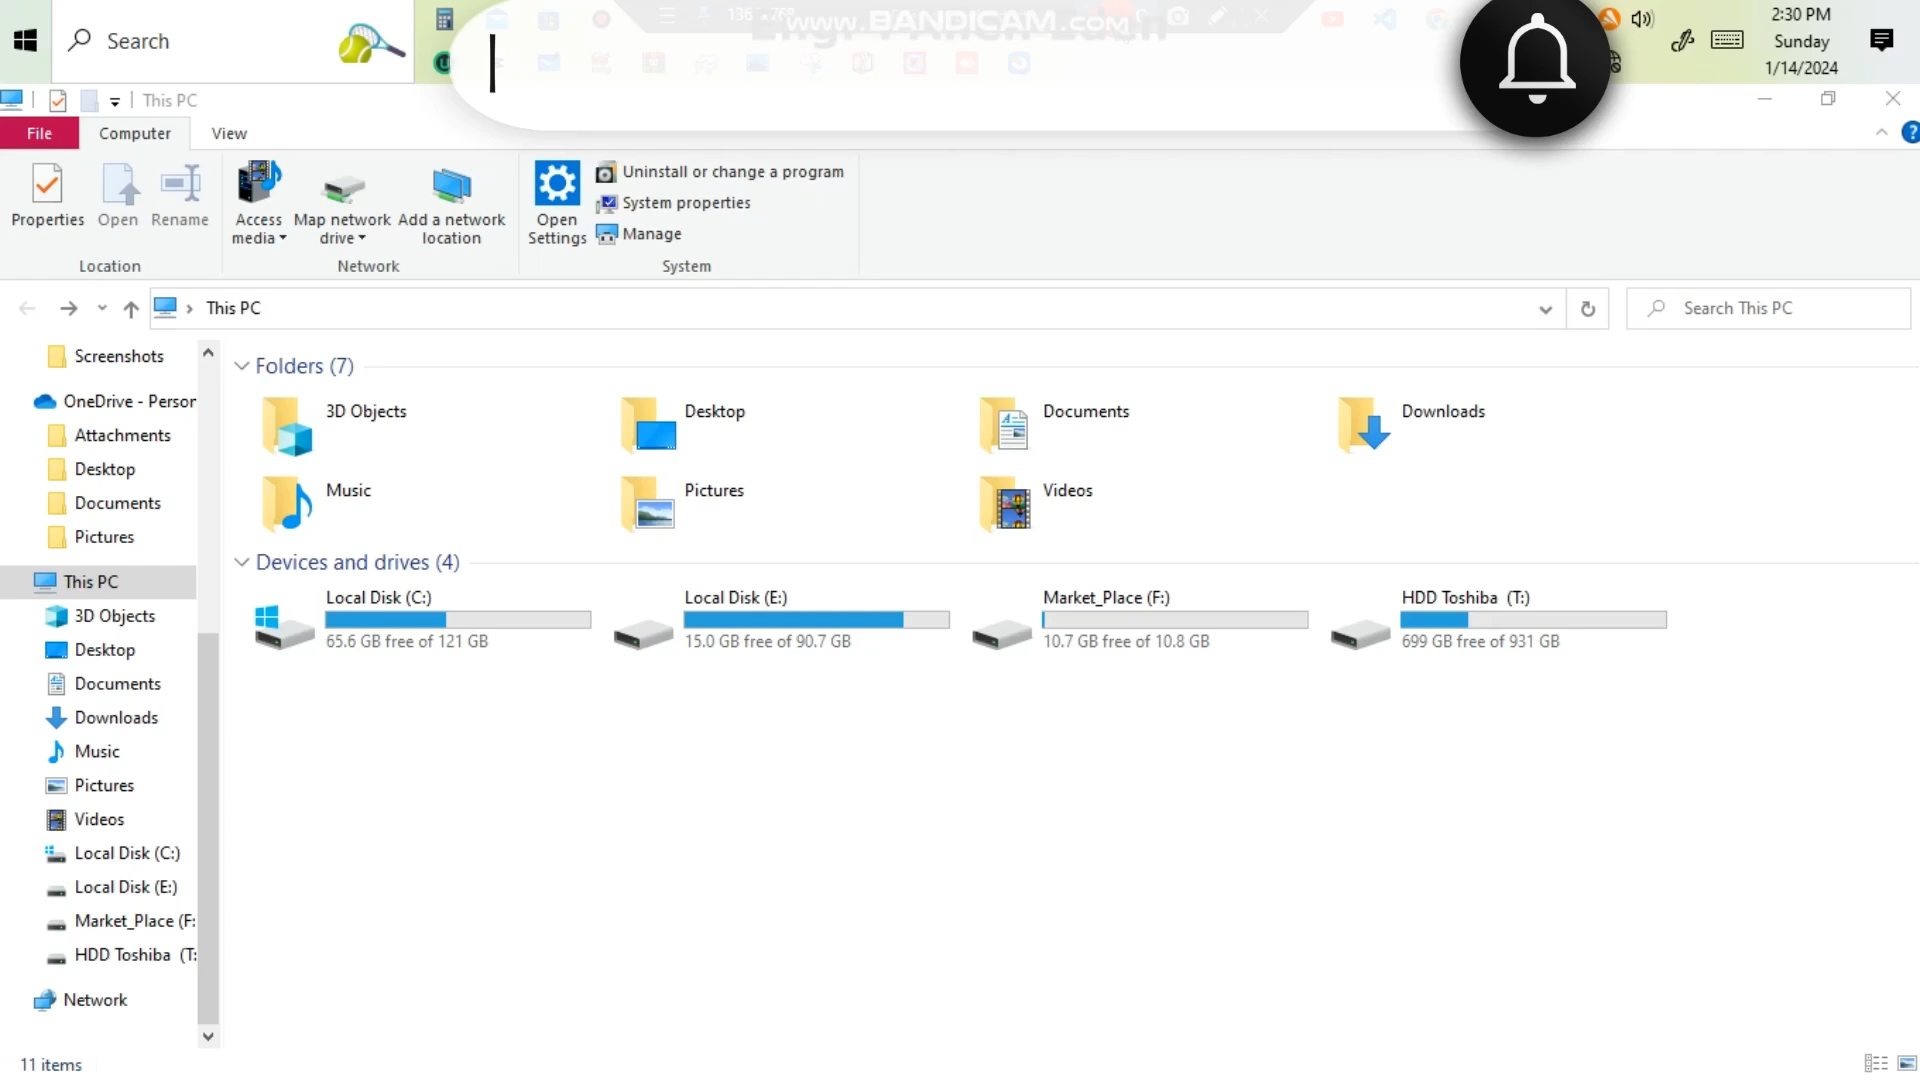 Search
www.BANDICAM.com
2:30 PM
Sunday
1/14/2024
This PC
File
Computer
View
Properties
Open
Rename
Access
media
Map network
drive
Add a network
location
Open
Settings
Uninstall or change a program
System properties
Manage
Location
Network
System
This PC
Search This PC
Screenshots
OneDrive - Person
Attachments
Desktop
Documents
Pictures
This PC
3D Objects
Desktop
Documents
Downloads
Music
Pictures
Videos
Local Disk (C:)
Local Disk (E:)
Market_Place (F:
HDD Toshiba (T:
Network
Folders (7)
3D Objects
Desktop
Documents
Downloads
Music
Pictures
Videos
Devices and drives (4)
Local Disk (C:)
65.6 GB free of 121 GB
Local Disk (E:)
15.0 GB free of 90.7 GB
Market_Place (F:)
10.7 GB free of 10.8 GB
HDD Toshiba (T:)
699 GB free of 931 GB
11 items